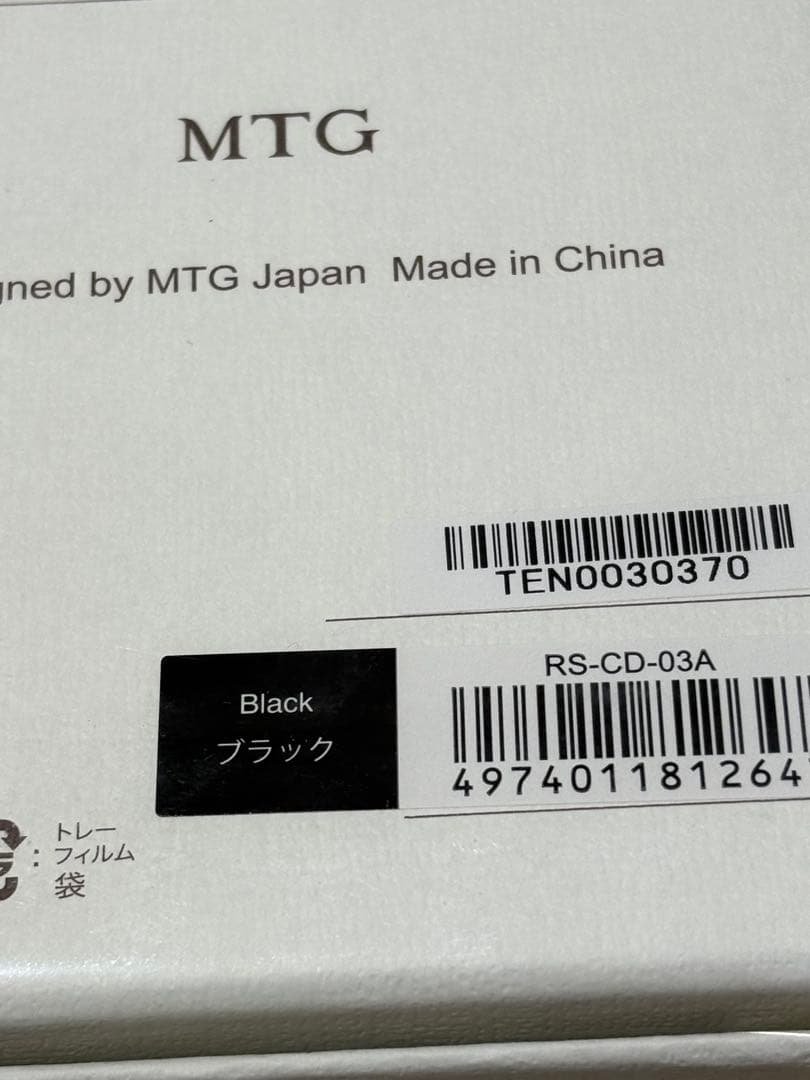 MTG
gned by MTG Japan Made in China
TEN0030370
RS-CD-03A
Black
ブラック
497401181264
トレー
: フィルム
袋